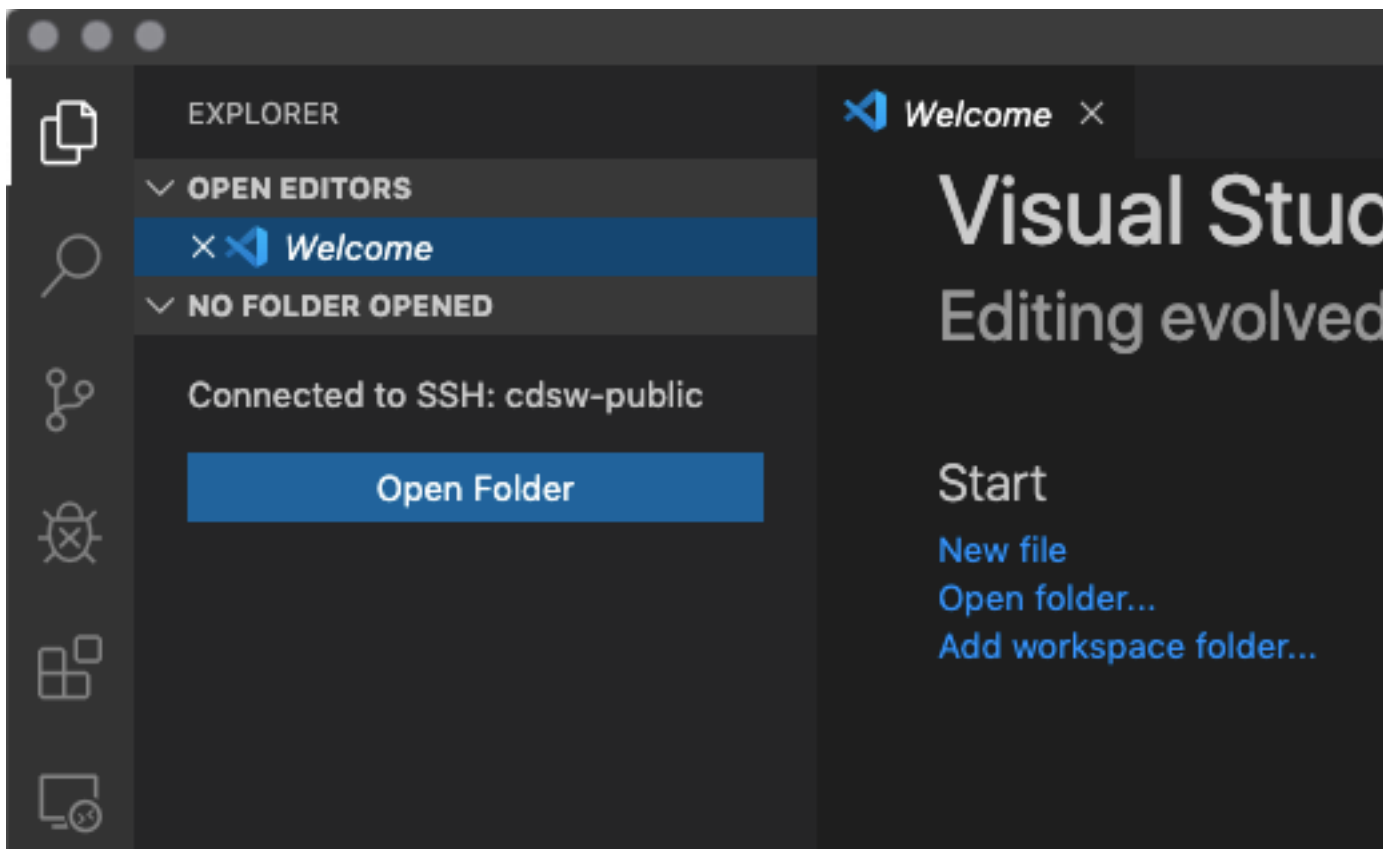 EXPLORER
OPEN EDITORS
Welcome
NO FOLDER OPENED
Connected to SSH: cdsw-public
Open Folder
Welcome
Visual Stud
Editing evolved
Start
New file
Open folder...
Add workspace folder...